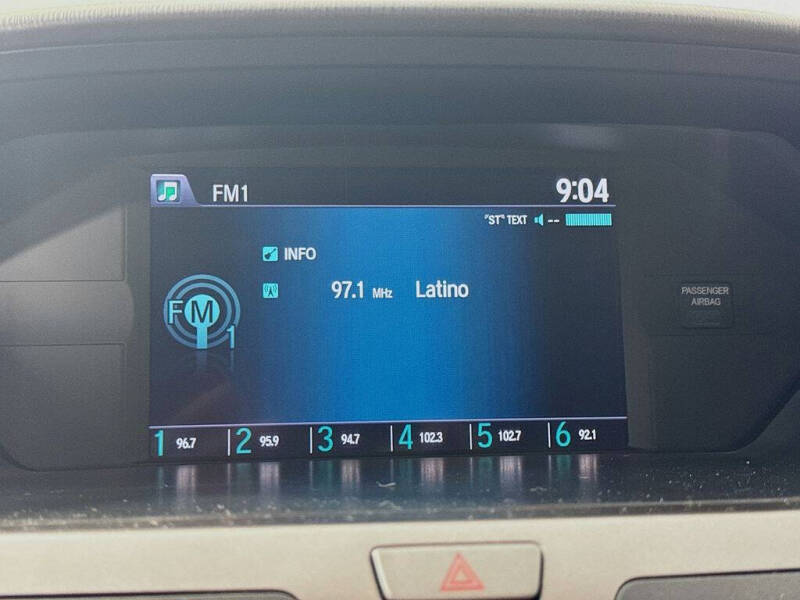 FM1 9:04
"ST" TEXT --
INFO
97.1 MHz Latino
FM 1
PASSENGER
AIRBAG
1 96.7 2 95.9 3 94.7 4 102.3 5 102.7 6 92.1